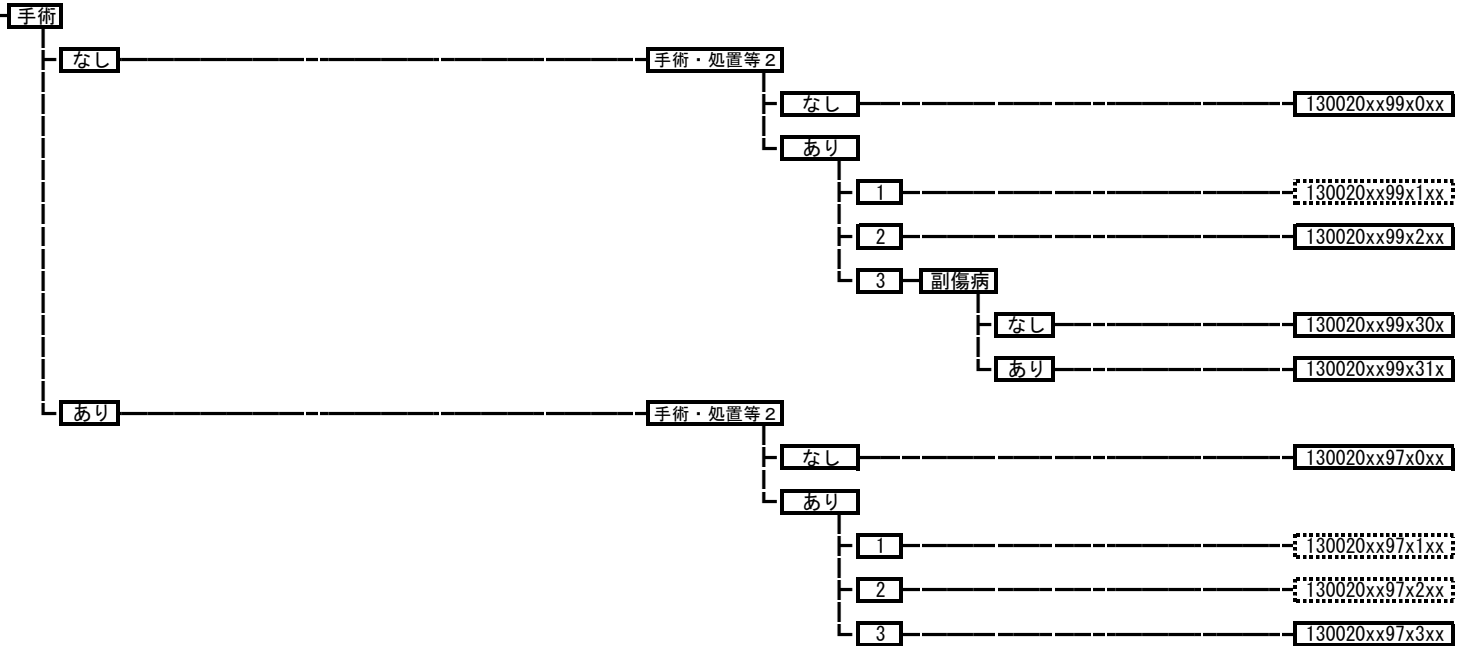 手術
なし 手術・処置等2
なし 130020xx99x0xx
あり
1 130020xx99x1xx
2 130020xx99x2xx
3 副傷病
なし 130020xx99x30x
あり 130020xx99x31x
あり 手術・処置等2
なし 130020xx97x0xx
あり
1 130020xx97x1xx
2 130020xx97x2xx
3 130020xx97x3xx